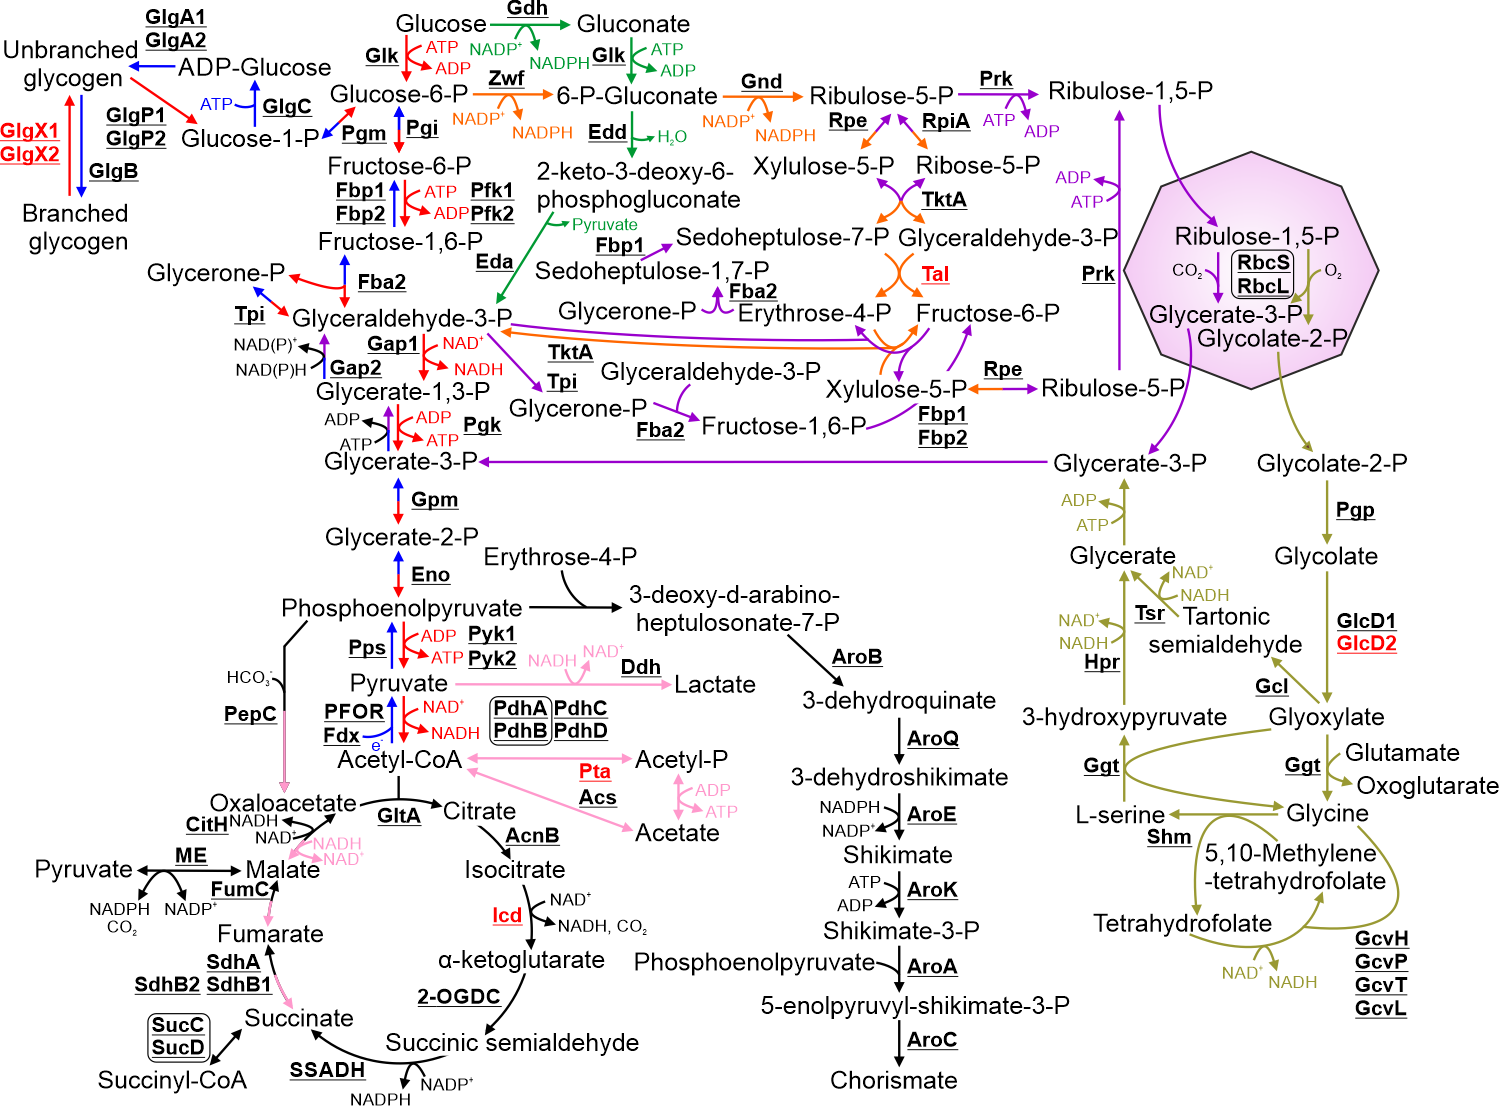 GlgA1
GlgA2
Unbranched
glycogen
ADP-Glucose
ATP
GlgC
GlgX1
GlgX2
GlgP1
GlgP2
Glucose-1-P
GlgB
Branched
glycogen
Glucose
Gdh
Gluconate
NADP+
NADPH
Glk
ATP
ADP
Glk
ATP
ADP
Glucose-6-P
Zwf
6-P-Gluconate
Gnd
Ribulose-5-P
Prk
Ribulose-1,5-P
NADP+
NADPH
NADP+
NADPH
ATP
ADP
Pgm
Pgi
Edd
H2O
Rpe
RpiA
Fructose-6-P
2-keto-3-deoxy-6-
phosphogluconate
Xylulose-5-P
Ribose-5-P
Fbp1
Fbp2
ATP
ADP
Pfk1
Pfk2
Pyruvate
TktA
ADP
ATP
Prk
Fructose-1,6-P
Eda
Fbp1
Sedoheptulose-7-P
Glyceraldehyde-3-P
Sedoheptulose-1,7-P
Tal
Glycerone-P
Fba2
Glycerone-P
Fba2
Erythrose-4-P
Fructose-6-P
Ribulose-1,5-P
CO2
RbcS
RbcL
O2
Glycerate-3-P
Glycolate-2-P
Tpi
Glyceraldehyde-3-P
NAD(P)+
NAD(P)H
Gap2
Gap1
NAD+
NADH
TktA
Tpi
Glyceraldehyde-3-P
Glycerate-1,3-P
Glycerone-P
Fba2
Fructose-1,6-P
Xylulose-5-P
Rpe
Ribulose-5-P
Fbp1
Fbp2
ADP
ATP
ADP
ATP
Pgk
Glycerate-3-P
Glycerate-3-P
Glycolate-2-P
Gpm
ADP
ATP
Pgp
Glycerate-2-P
Erythrose-4-P
Glycerate
Glycolate
Eno
NAD+
NADH
Tsr
Tartonic
semialdehyde
Phosphoenolpyruvate
3-deoxy-d-arabino-
heptulosonate-7-P
NAD+
NADH
Hpr
GlcD1
GlcD2
Pps
ADP
ATP
Pyk1
Pyk2
AroB
HCO3-
PepC
Pyruvate
NADH
NAD+
Ddh
Lactate
3-dehydroquinate
Gcl
3-hydroxypyruvate
Glyoxylate
PFOR
Fdx
e-
NAD+
NADH
PdhA
PdhB
PdhC
PdhD
AroQ
Acetyl-CoA
Acetyl-P
Pta
Acs
ADP
ATP
Acetate
3-dehydroshikimate
Ggt
Ggt
Glutamate
Oxoglutarate
Oxaloacetate
GltA
Citrate
NADPH
NADP+
AroE
L-serine
Shm
Glycine
CitH
NADH
NAD+
NADH
NAD+
AcnB
Shikimate
5,10-Methylene
-tetrahydrofolate
Pyruvate
ME
Malate
Isocitrate
ATP
ADP
AroK
NADPH
CO2
NADP+
FumC
Icd
NAD+
NADH, CO2
Shikimate-3-P
Tetrahydrofolate
Fumarate
α-ketoglutarate
Phosphoenolpyruvate
AroA
NAD+
NADH
GcvH
GcvP
GcvT
GcvL
SdhA
SdhB2
SdhB1
2-OGDC
5-enolpyruvyl-shikimate-3-P
Succinate
SucC
SucD
Succinic semialdehyde
AroC
Succinyl-CoA
SSADH
NADP+
NADPH
Chorismate